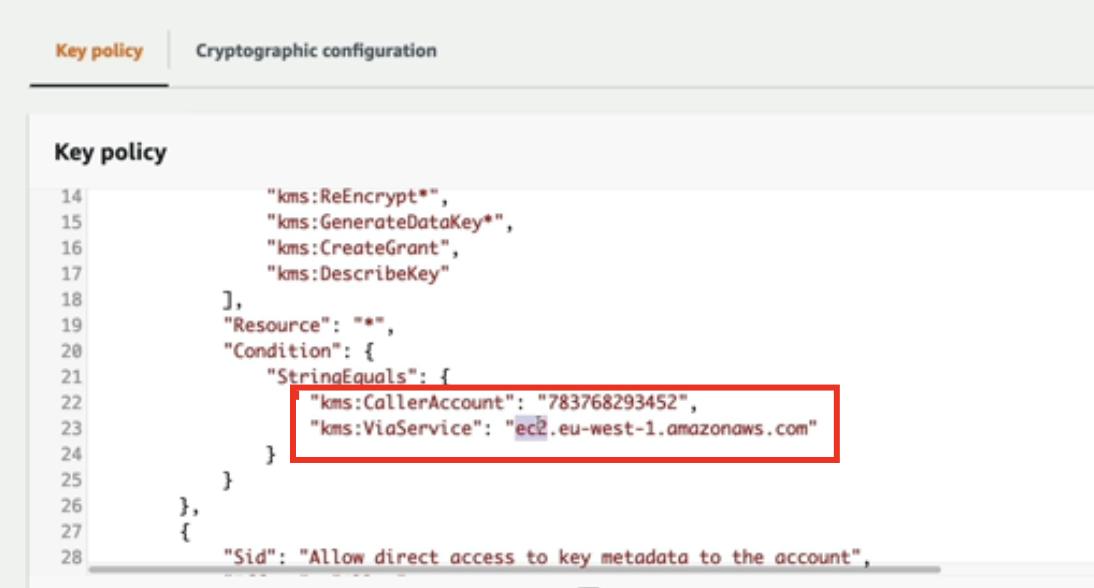 Key policy
Cryptographic configuration
Key policy
14 "kms:ReEncrypt*",
15 "kms:GenerateDataKey*",
16 "kms:CreateGrant",
17 "kms:DescribeKey"
18 ],
19 "Resource": "*",
20 "Condition": {
21 "StringEquals": {
22 "kms:CallerAccount": "783768293452",
23 "kms:ViaService": "ec2.eu-west-1.amazonaws.com"
24 }
25 }
26 },
27 {
28 "Sid": "Allow direct access to key metadata to the account",